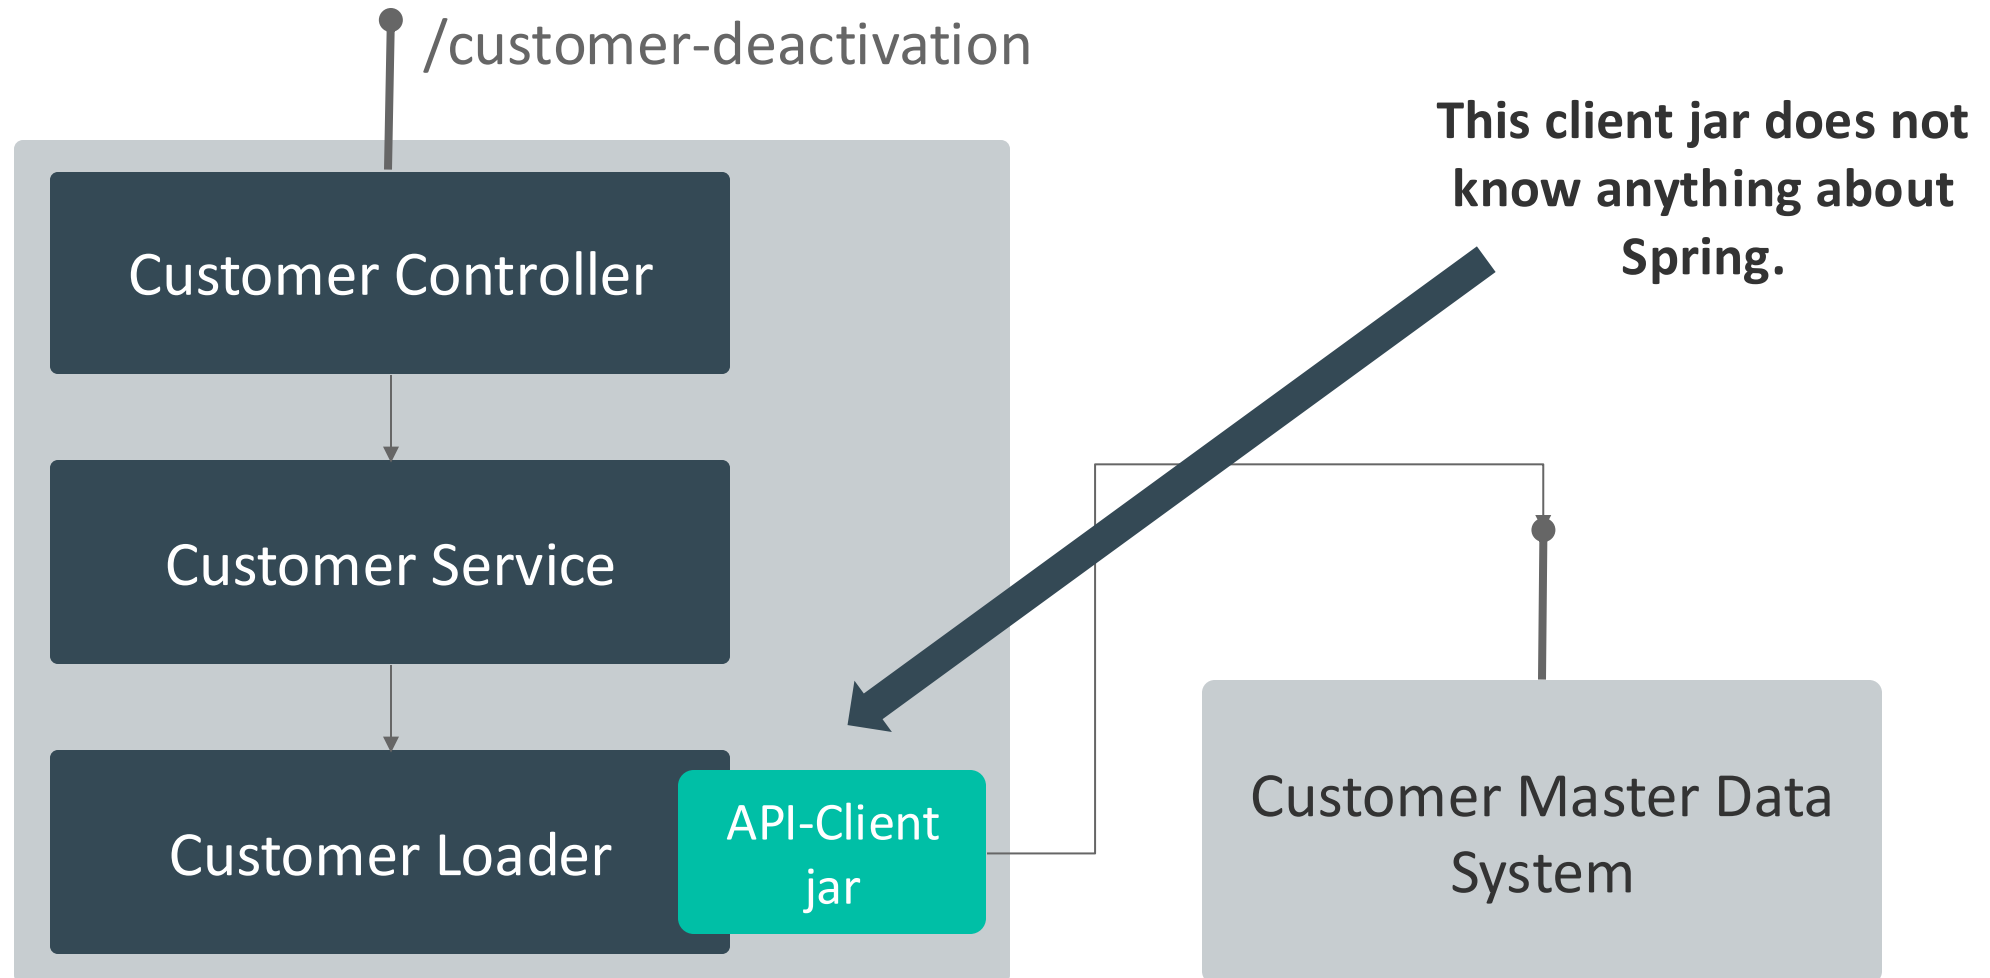 /customer-deactivation
This client jar does not
know anything about
Spring.
Customer Controller
Customer Service
Customer Loader
API-Client
jar
Customer Master Data
System